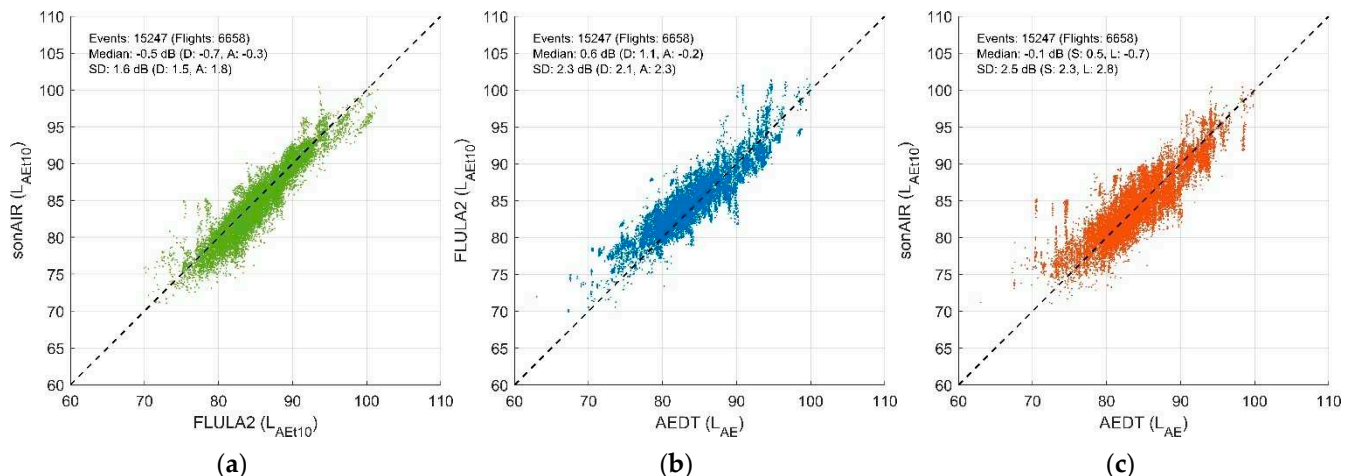 Events: 15247 (Flights: 6658)
Median: -0.5 dB (D: -0.7, A: -0.3)
SD: 1.6 dB (D: 1.5, A: 1.8)
110
105
100
95
90
85
80
75
70
65
60
sonAIR (L_AEt10)
60 70 80 90 100 110
FLULA2 (L_AEt10)
(a)
Events: 15247 (Flights: 6658)
Median: 0.6 dB (D: 1.1, A: -0.2)
SD: 2.3 dB (D: 2.1, A: 2.3)
110
105
100
95
90
85
80
75
70
65
60
FLULA2 (L_AEt10)
60 70 80 90 100 110
AEDT (L_AE)
(b)
Events: 15247 (Flights: 6658)
Median: -0.1 dB (S: 0.5, L: -0.7)
SD: 2.5 dB (S: 2.3, L: 2.8)
110
105
100
95
90
85
80
75
70
65
60
sonAIR (L_AEt10)
60 70 80 90 100 110
AEDT (L_AE)
(c)